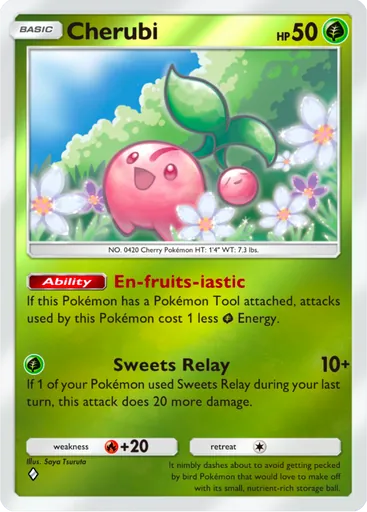 BASIC Cherubi HP 50
NO. 0420 Cherry Pokémon HT: 1'4" WT: 7.3 lbs.
Ability En-fruits-iastic
If this Pokémon has a Pokémon Tool attached, attacks
used by this Pokémon cost 1 less Energy.
Sweets Relay 10+
If 1 of your Pokémon used Sweets Relay during your last
turn, this attack does 20 more damage.
weakness +20 retreat
Illus. Saya Tsuruta
It nimbly dashes about to avoid getting pecked
by bird Pokémon that would love to make off
with its small, nutrient-rich storage ball.